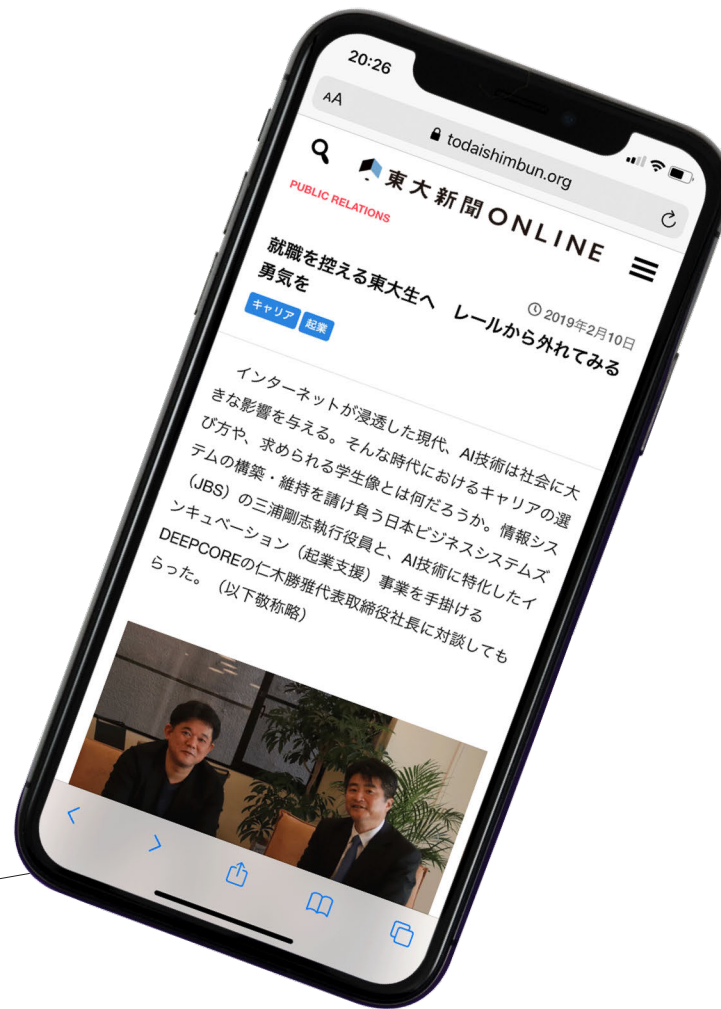 20:26
AA
todaishimbun.org
東大新聞ONLINE
PUBLIC RELATIONS
就職を控える東大生へ　レールから外れてみる
勇気を
2019年2月10日
キャリア 起業
インターネットが浸透した現代、AI技術は社会に大
きな影響を与える。そんな時代におけるキャリアの選
び方や、求められる学生像とは何だろうか。情報シス
テムの構築・維持を請け負う日本ビジネスシステムズ
（JBS）の三浦剛志執行役員と、AI技術に特化したイ
ンキュベーション（起業支援）事業を手掛ける
DEEPCOREの仁木勝雅代表取締役社長に対談しても
らった。（以下敬称略）